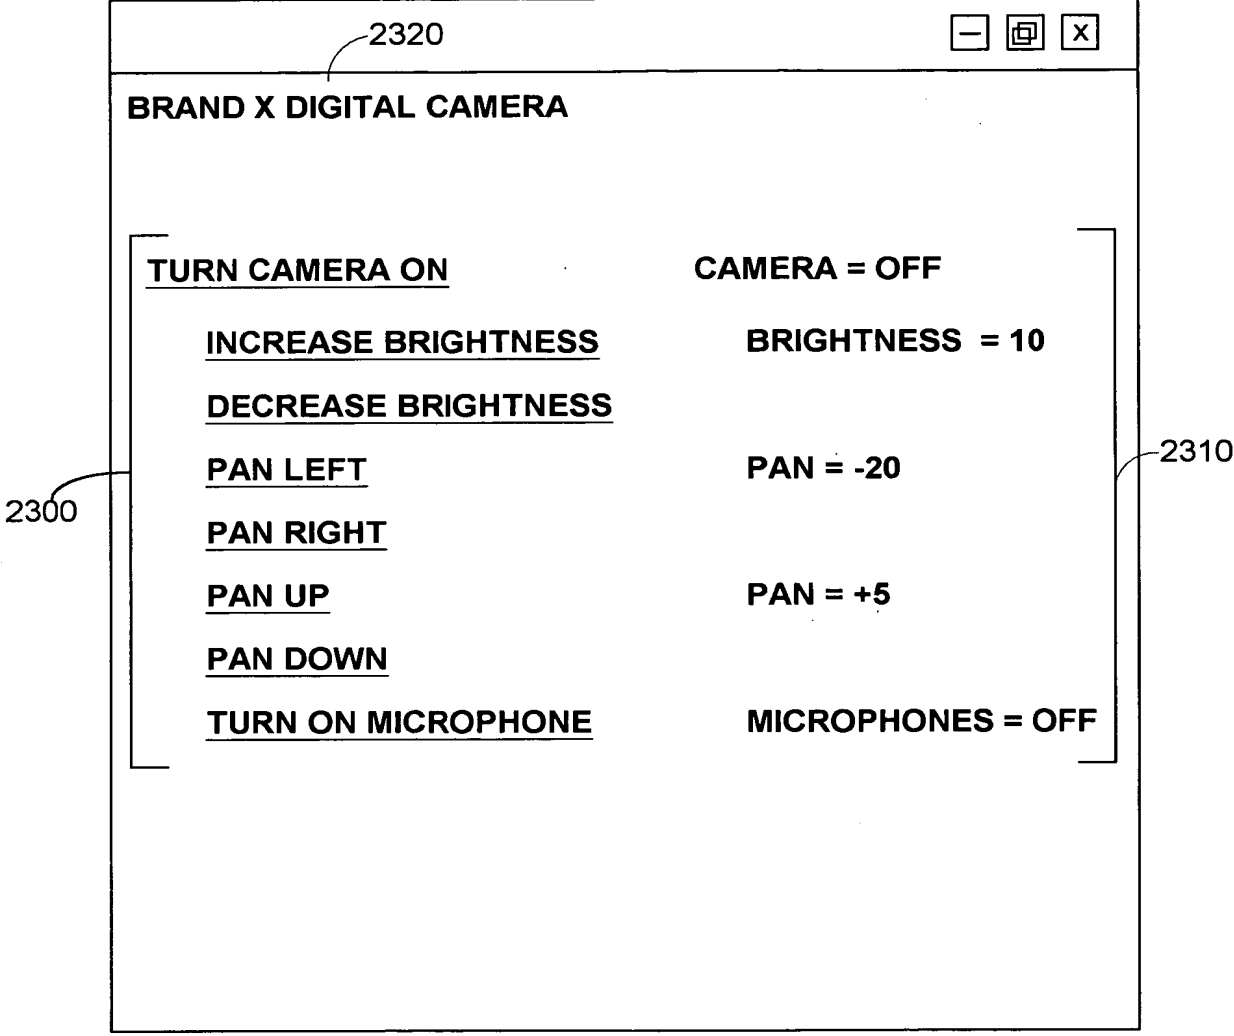 2320
X
BRAND X DIGITAL CAMERA
TURN CAMERA ON CAMERA = OFF
INCREASE BRIGHTNESS BRIGHTNESS = 10
DECREASE BRIGHTNESS
2310
PAN LEFT PAN = -20
2300
PAN RIGHT
PAN UP PAN = +5
PAN DOWN
TURN ON MICROPHONE MICROPHONES = OFF